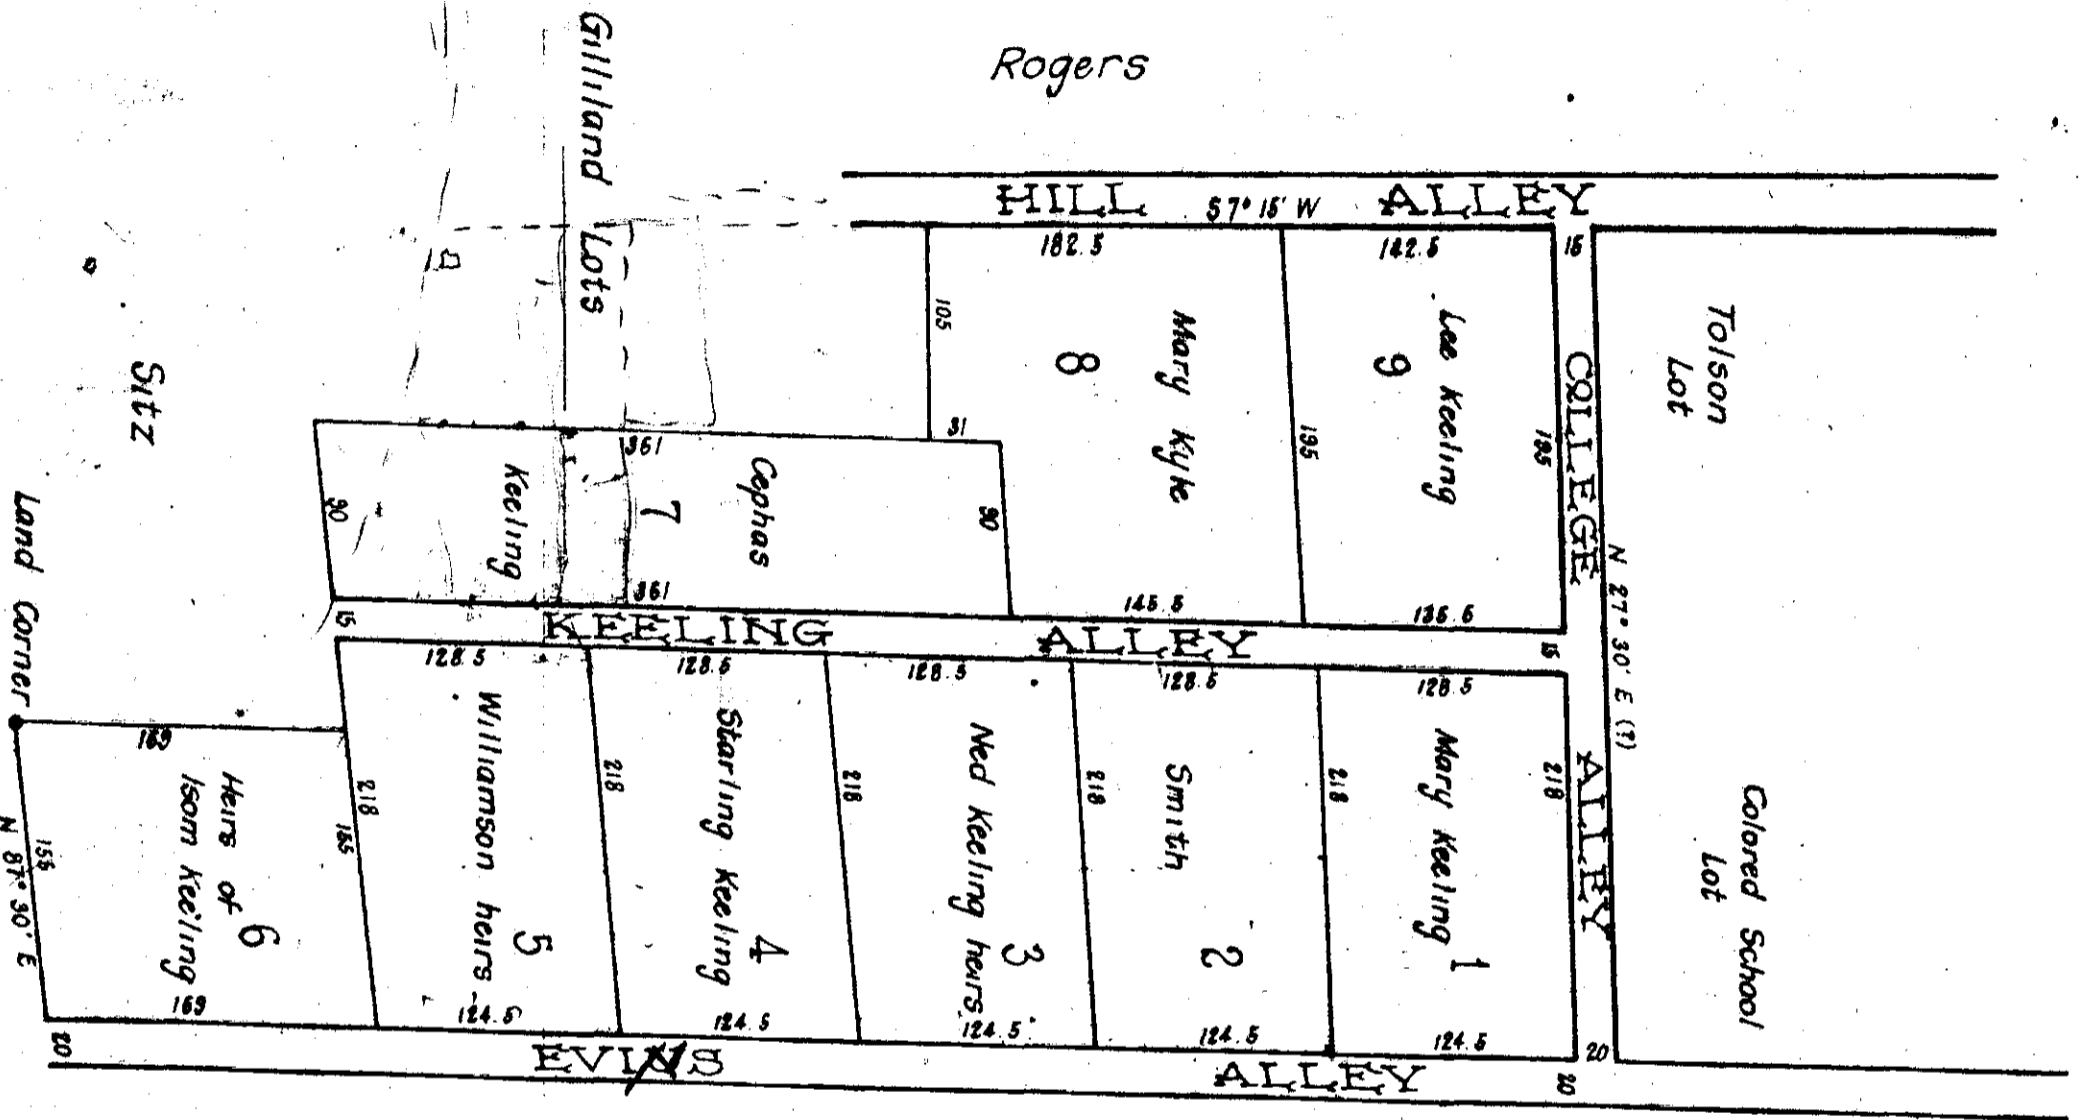 Rogers
Gilliland Lots
HILL S7° 15' W ALLEY
182.5
142.5
15
105
31
Mary Kyle
8
195
Lee Keeling
9
195
COLLEGE ALLEY
N 27° 30' E (?)
Tolson
Lot
Colored School
Lot
Sitz
361
90
Cephas
7
Keeling
90
361
145.5
135.5
15
KEELING ALLEY
15
128.5
128.5
128.5
128.5
128.5
Land Corner
169
Heirs of
Isom Keeling
6
155
N 87° 30' E
169
218
155
Williamson heirs
5
124.5
218
Starling Keeling
4
124.5
218
Ned Keeling heirs
3
124.5
218
Smith
2
124.5
218
Mary Keeling
1
124.5
218
20
20
EVINS ALLEY
20